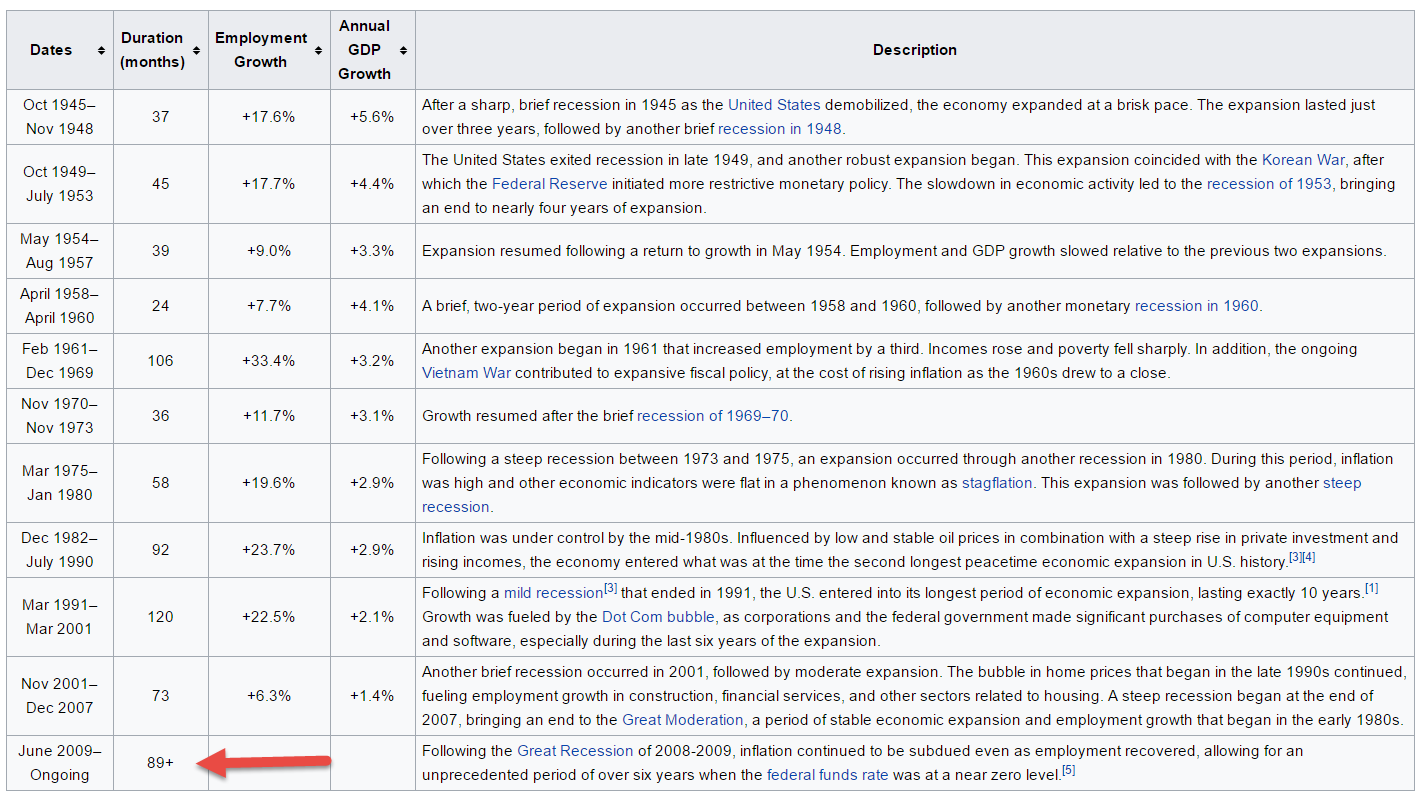 Dates Duration (months) Employment Growth Annual GDP Growth Description
Oct 1945–
Nov 1948
37
+17.6%
+5.6%
After a sharp, brief recession in 1945 as the United States demobilized, the economy expanded at a brisk pace. The expansion lasted just
over three years, followed by another brief recession in 1948.
Oct 1949–
July 1953
45
+17.7%
+4.4%
The United States exited recession in late 1949, and another robust expansion began. This expansion coincided with the Korean War, after
which the Federal Reserve initiated more restrictive monetary policy. The slowdown in economic activity led to the recession of 1953, bringing
an end to nearly four years of expansion.
May 1954–
Aug 1957
39
+9.0%
+3.3%
Expansion resumed following a return to growth in May 1954. Employment and GDP growth slowed relative to the previous two expansions.
April 1958–
April 1960
24
+7.7%
+4.1%
A brief, two-year period of expansion occurred between 1958 and 1960, followed by another monetary recession in 1960.
Feb 1961–
Dec 1969
106
+33.4%
+3.2%
Another expansion began in 1961 that increased employment by a third. Incomes rose and poverty fell sharply. In addition, the ongoing
Vietnam War contributed to expansive fiscal policy, at the cost of rising inflation as the 1960s drew to a close.
Nov 1970–
Nov 1973
36
+11.7%
+3.1%
Growth resumed after the brief recession of 1969–70.
Mar 1975–
Jan 1980
58
+19.6%
+2.9%
Following a steep recession between 1973 and 1975, an expansion occurred through another recession in 1980. During this period, inflation
was high and other economic indicators were flat in a phenomenon known as stagflation. This expansion was followed by another steep
recession.
Dec 1982–
July 1990
92
+23.7%
+2.9%
Inflation was under control by the mid-1980s. Influenced by low and stable oil prices in combination with a steep rise in private investment and
rising incomes, the economy entered what was at the time the second longest peacetime economic expansion in U.S. history.[3][4]
Mar 1991–
Mar 2001
120
+22.5%
+2.1%
Following a mild recession[3] that ended in 1991, the U.S. entered into its longest period of economic expansion, lasting exactly 10 years.[1]
Growth was fueled by the Dot Com bubble, as corporations and the federal government made significant purchases of computer equipment
and software, especially during the last six years of the expansion.
Nov 2001–
Dec 2007
73
+6.3%
+1.4%
Another brief recession occurred in 2001, followed by moderate expansion. The bubble in home prices that began in the late 1990s continued,
fueling employment growth in construction, financial services, and other sectors related to housing. A steep recession began at the end of
2007, bringing an end to the Great Moderation, a period of stable economic expansion and employment growth that began in the early 1980s.
June 2009–
Ongoing
89+
Following the Great Recession of 2008-2009, inflation continued to be subdued even as employment recovered, allowing for an
unprecedented period of over six years when the federal funds rate was at a near zero level.[5]